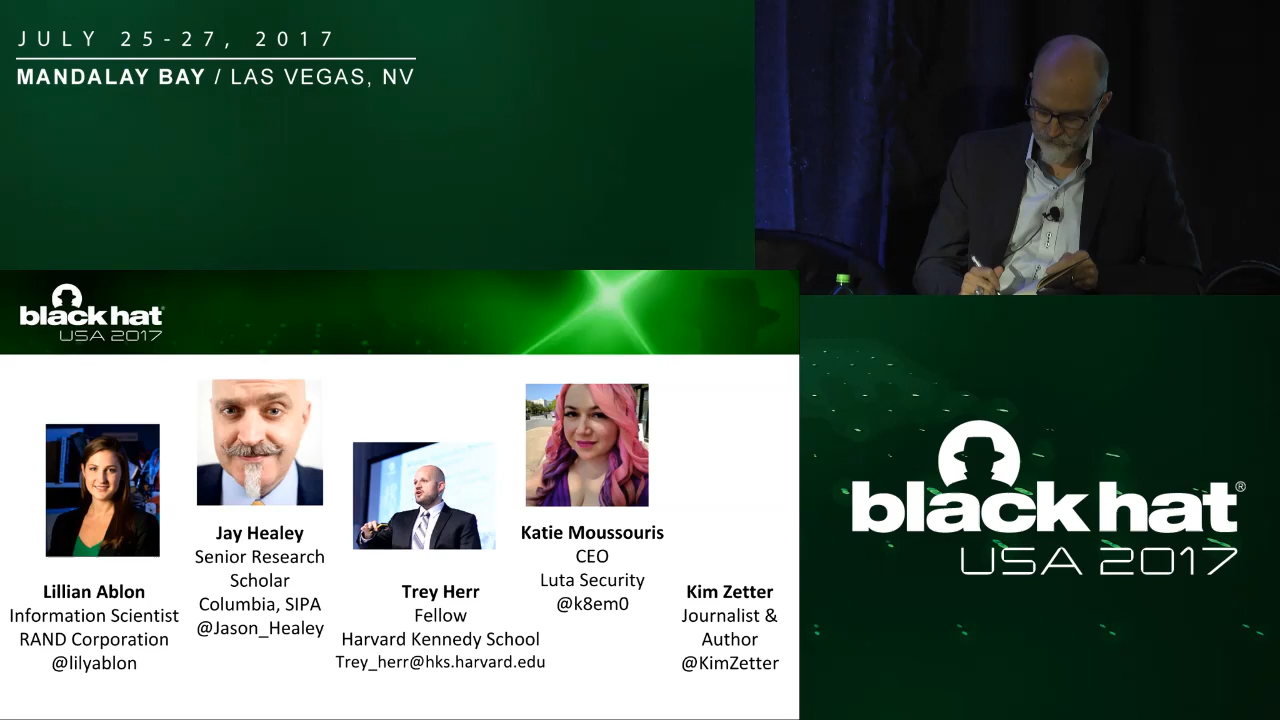 JULY 25-27, 2017
MANDALAY BAY / LAS VEGAS, NV
black hat
USA 2017
Lillian Ablon
Information Scientist
RAND Corporation
@lilyablon
Jay Healey
Senior Research
Scholar
Columbia, SIPA
@Jason_Healey
Trey Herr
Fellow
Harvard Kennedy School
Trey_herr@hks.harvard.edu
Katie Moussouris
CEO
Luta Security
@k8em0
Kim Zetter
Journalist &
Author
@KimZetter
black hat®
USA 2017